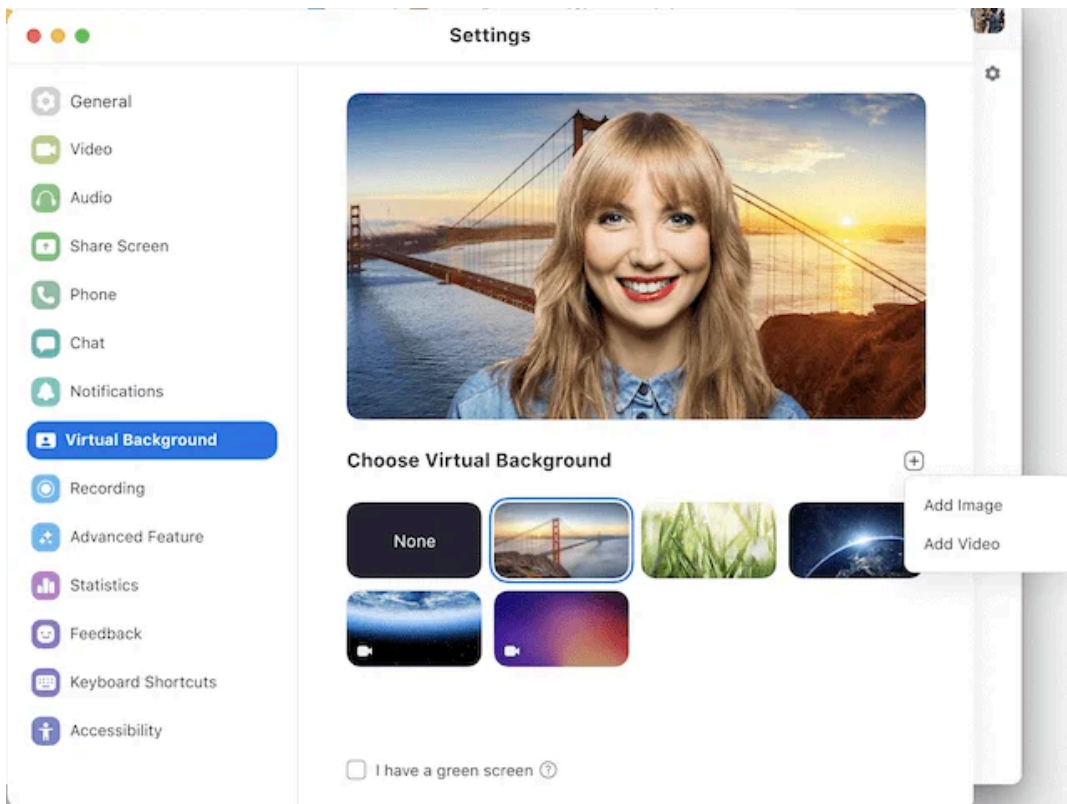 Settings
General
Video
Audio
Share Screen
Phone
Chat
Notifications
Virtual Background
Recording
Advanced Feature
Statistics
Feedback
Keyboard Shortcuts
Accessibility
Choose Virtual Background
Add Image
Add Video
None
I have a green screen ?